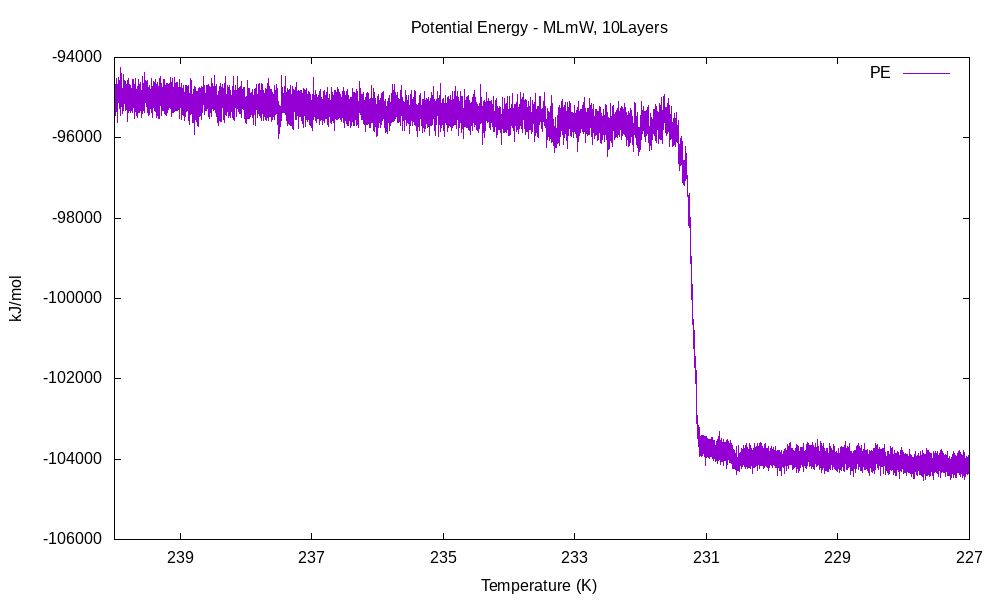 Potential Energy - MLmW, 10Layers
PE
-94000
-96000
-98000
-100000
-102000
-104000
-106000
kJ/mol
239 237 235 233 231 229 227
Temperature (K)